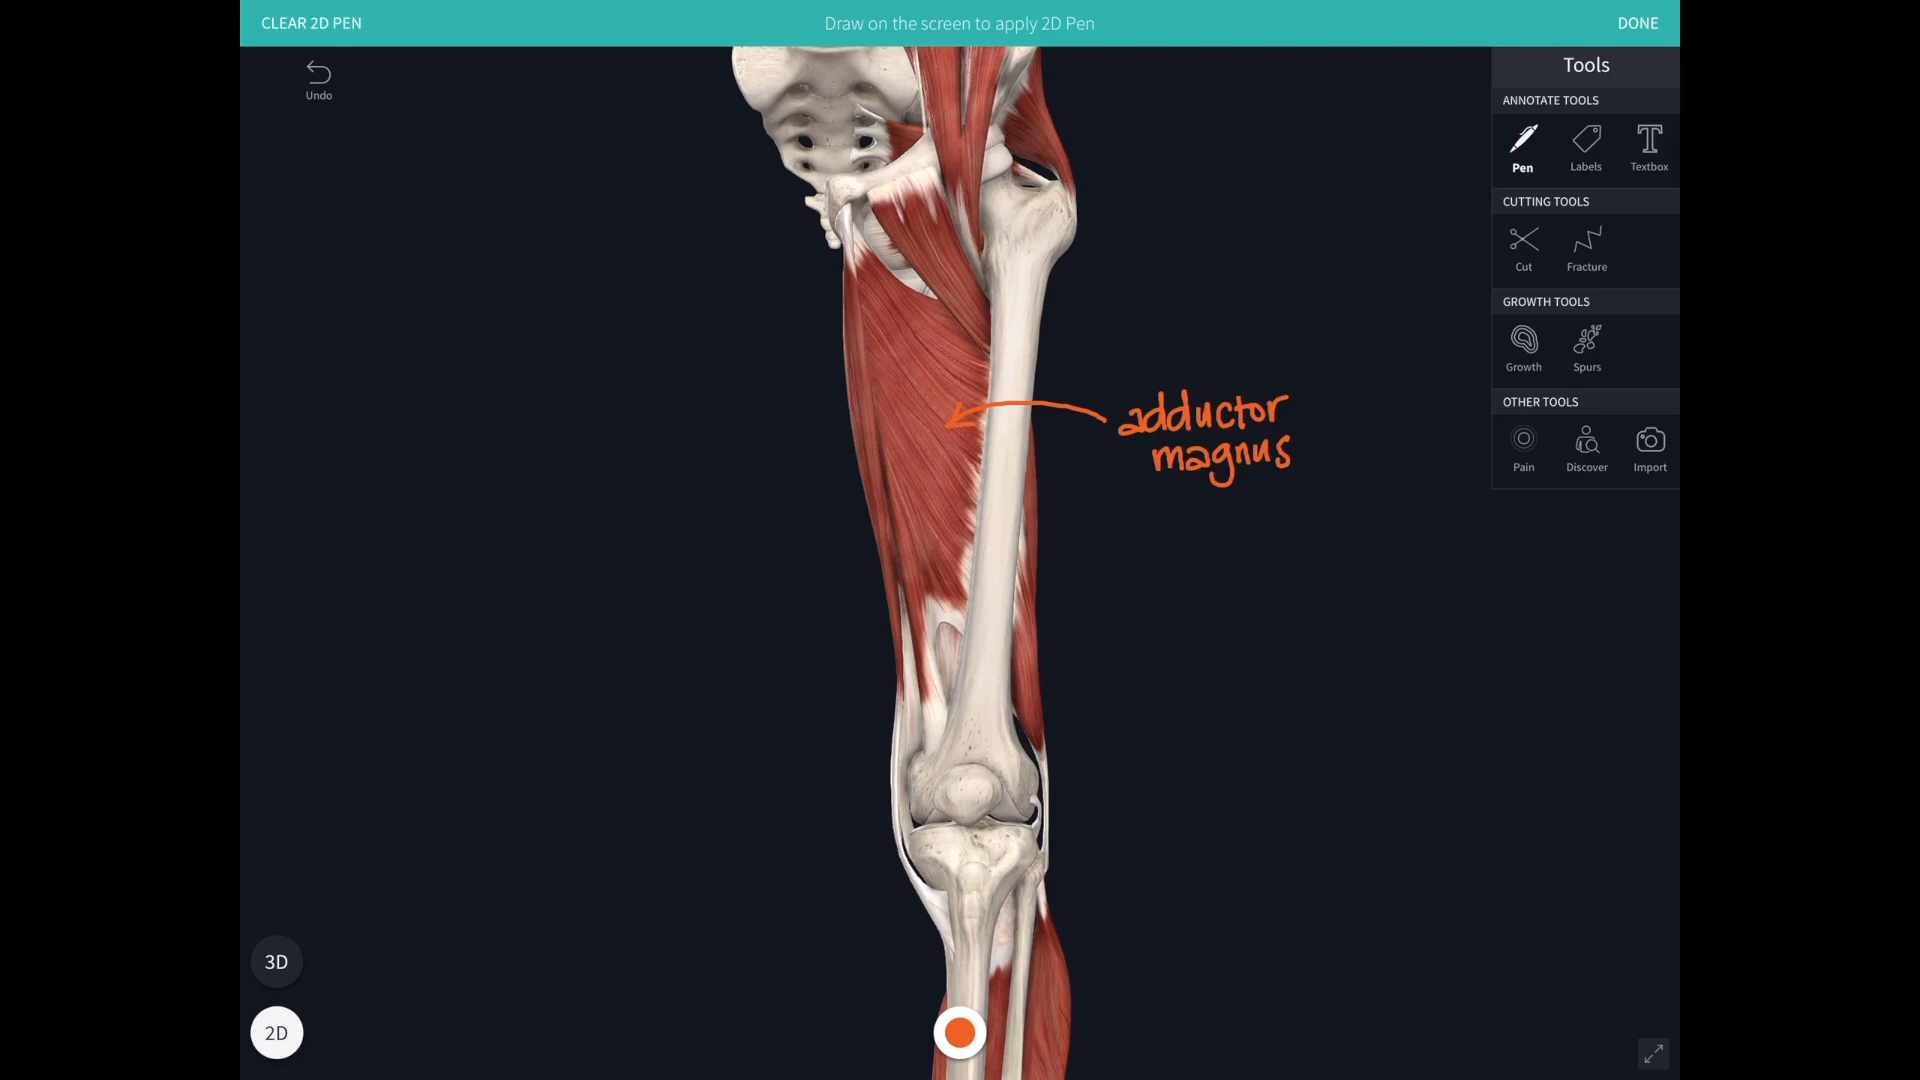 CLEAR 2D PEN
Draw on the screen to apply 2D Pen
DONE
Undo
Tools
ANNOTATE TOOLS
Pen
Labels
Textbox
CUTTING TOOLS
Cut
Fracture
GROWTH TOOLS
Growth
Spurs
OTHER TOOLS
Pain
Discover
Import
adductor
magnus
3D
2D